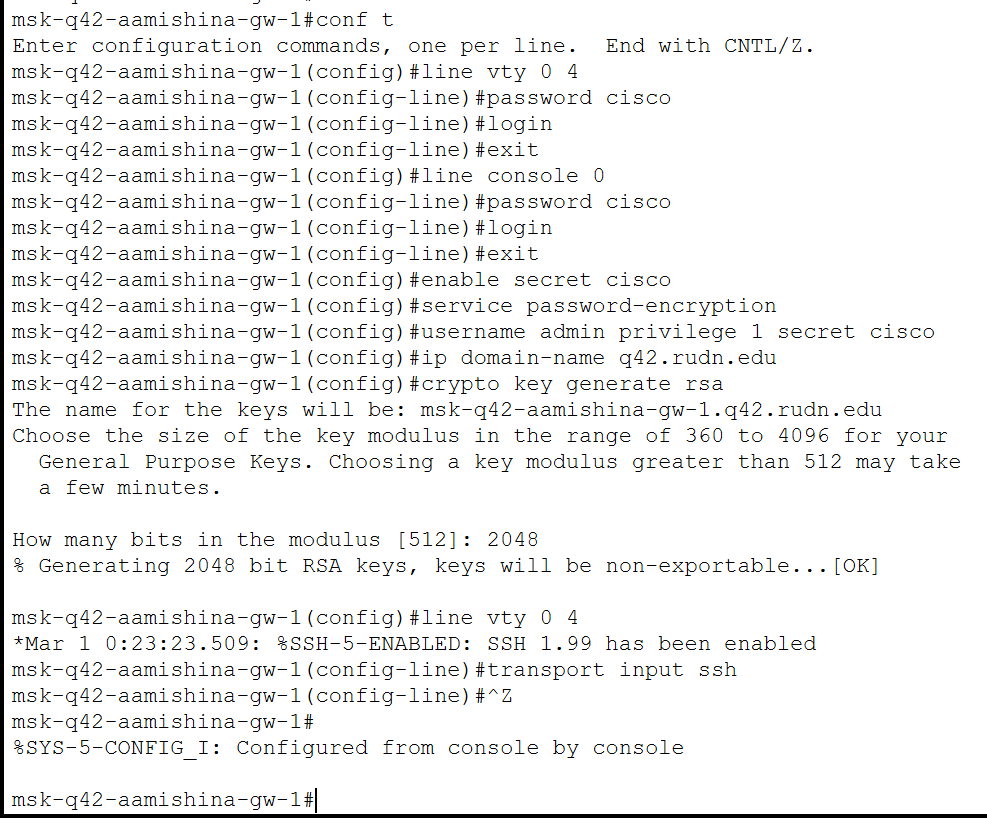 msk-q42-aamishina-gw-1#conf t
Enter configuration commands, one per line.  End with CNTL/Z.
msk-q42-aamishina-gw-1(config)#line vty 0 4
msk-q42-aamishina-gw-1(config-line)#password cisco
msk-q42-aamishina-gw-1(config-line)#login
msk-q42-aamishina-gw-1(config-line)#exit
msk-q42-aamishina-gw-1(config)#line console 0
msk-q42-aamishina-gw-1(config-line)#password cisco
msk-q42-aamishina-gw-1(config-line)#login
msk-q42-aamishina-gw-1(config-line)#exit
msk-q42-aamishina-gw-1(config)#enable secret cisco
msk-q42-aamishina-gw-1(config)#service password-encryption
msk-q42-aamishina-gw-1(config)#username admin privilege 1 secret cisco
msk-q42-aamishina-gw-1(config)#ip domain-name q42.rudn.edu
msk-q42-aamishina-gw-1(config)#crypto key generate rsa
The name for the keys will be: msk-q42-aamishina-gw-1.q42.rudn.edu
Choose the size of the key modulus in the range of 360 to 4096 for your
  General Purpose Keys. Choosing a key modulus greater than 512 may take
  a few minutes.

How many bits in the modulus [512]: 2048
% Generating 2048 bit RSA keys, keys will be non-exportable...[OK]

msk-q42-aamishina-gw-1(config)#line vty 0 4
*Mar 1 0:23:23.509: %SSH-5-ENABLED: SSH 1.99 has been enabled
msk-q42-aamishina-gw-1(config-line)#transport input ssh
msk-q42-aamishina-gw-1(config-line)#^Z
msk-q42-aamishina-gw-1#
%SYS-5-CONFIG_I: Configured from console by console

msk-q42-aamishina-gw-1#